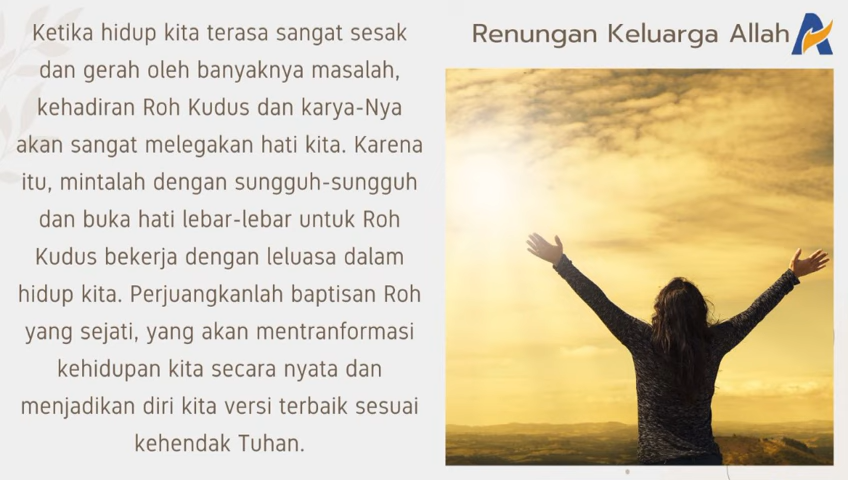 Renungan Keluarga Allah
Ketika hidup kita terasa sangat sesak
dan gerah oleh banyaknya masalah,
kehadiran Roh Kudus dan karya-Nya
akan sangat melegakan hati kita. Karena
itu, mintalah dengan sungguh-sungguh
dan buka hati lebar-lebar untuk Roh
Kudus bekerja dengan leluasa dalam
hidup kita. Perjuangkanlah baptisan Roh
yang sejati, yang akan mentranformasi
kehidupan kita secara nyata dan
menjadikan diri kita versi terbaik sesuai
kehendak Tuhan.